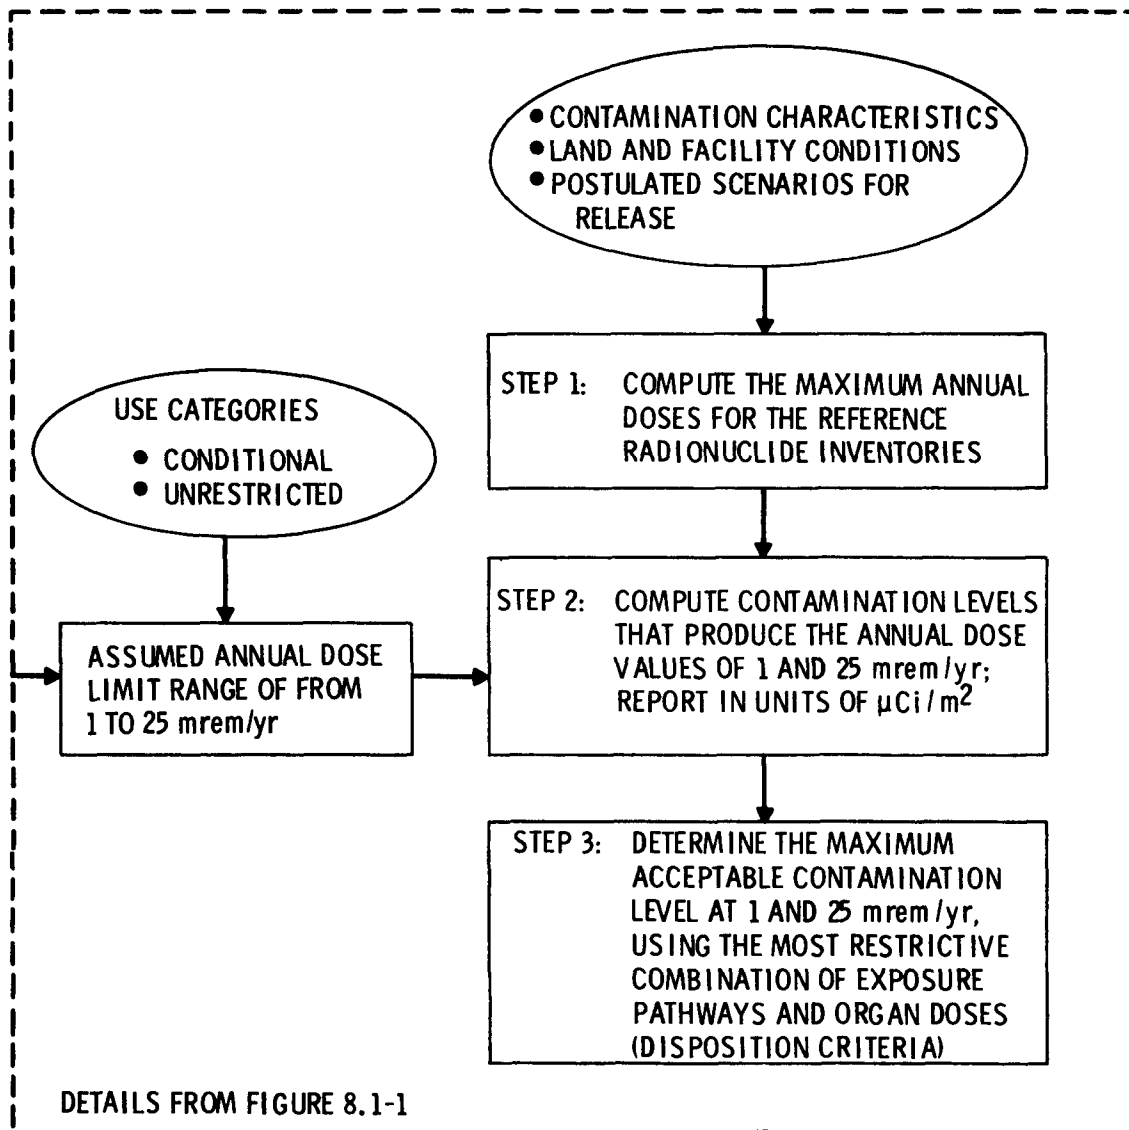 • CONTAMINATION CHARACTERISTICS
• LAND AND FACILITY CONDITIONS
• POSTULATED SCENARIOS FOR
RELEASE
STEP 1: COMPUTE THE MAXIMUM ANNUAL
DOSES FOR THE REFERENCE
RADIONUCLIDE INVENTORIES
USE CATEGORIES
• CONDITIONAL
• UNRESTRICTED
ASSUMED ANNUAL DOSE
LIMIT RANGE OF FROM
1 TO 25 mrem/yr
STEP 2: COMPUTE CONTAMINATION LEVELS
THAT PRODUCE THE ANNUAL DOSE
VALUES OF 1 AND 25 mrem/yr;
REPORT IN UNITS OF µCi/m²
STEP 3: DETERMINE THE MAXIMUM
ACCEPTABLE CONTAMINATION
LEVEL AT 1 AND 25 mrem/yr,
USING THE MOST RESTRICTIVE
COMBINATION OF EXPOSURE
PATHWAYS AND ORGAN DOSES
(DISPOSITION CRITERIA)
DETAILS FROM FIGURE 8.1-1